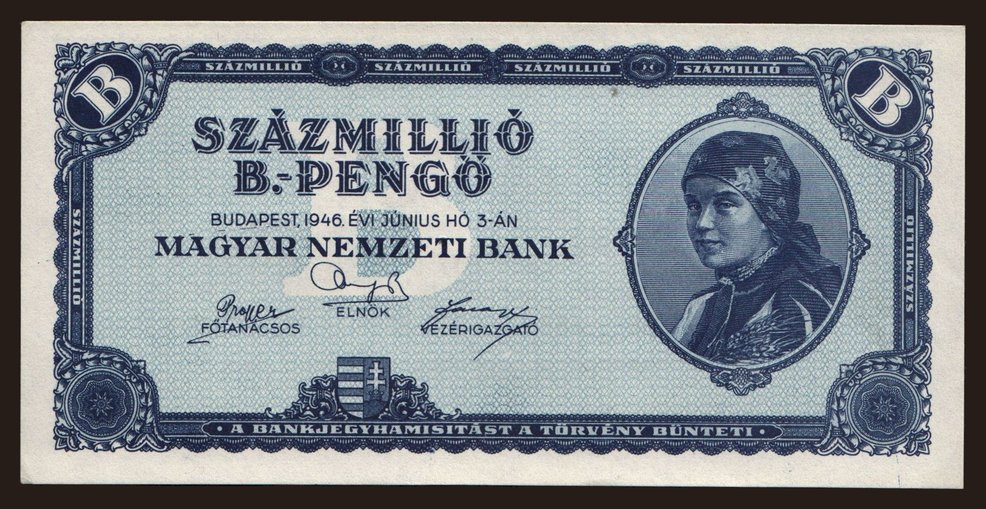 SZÁZMILLIÓ SZÁZMILLIÓ SZÁZMILLIÓ SZÁZMILLIÓ
B B
SZÁZMILLIÓ
B.-PENGŐ
BUDAPEST, 1946. ÉVI JÚNIUS HÓ 3-ÁN
MAGYAR NEMZETI BANK
FŐTANÁCSOS ELNÖK VEZÉRIGAZGATÓ
SZÁZMILLIÓ
SZÁZMILLIÓ
B
· A BANKJEGYHAMISITÁST A TÖRVÉNY BÜNTETI ·